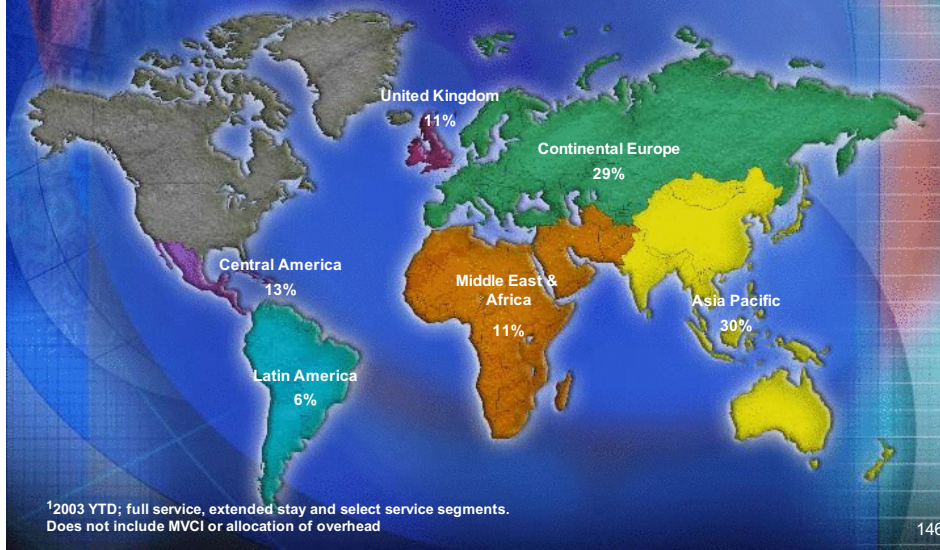 United Kingdom
11%
Continental Europe
29%
Central America
13%
Middle East &
Africa
11%
Asia Pacific
30%
Latin America
6%
12003 YTD; full service, extended stay and select service segments.
Does not include MVCI or allocation of overhead
146